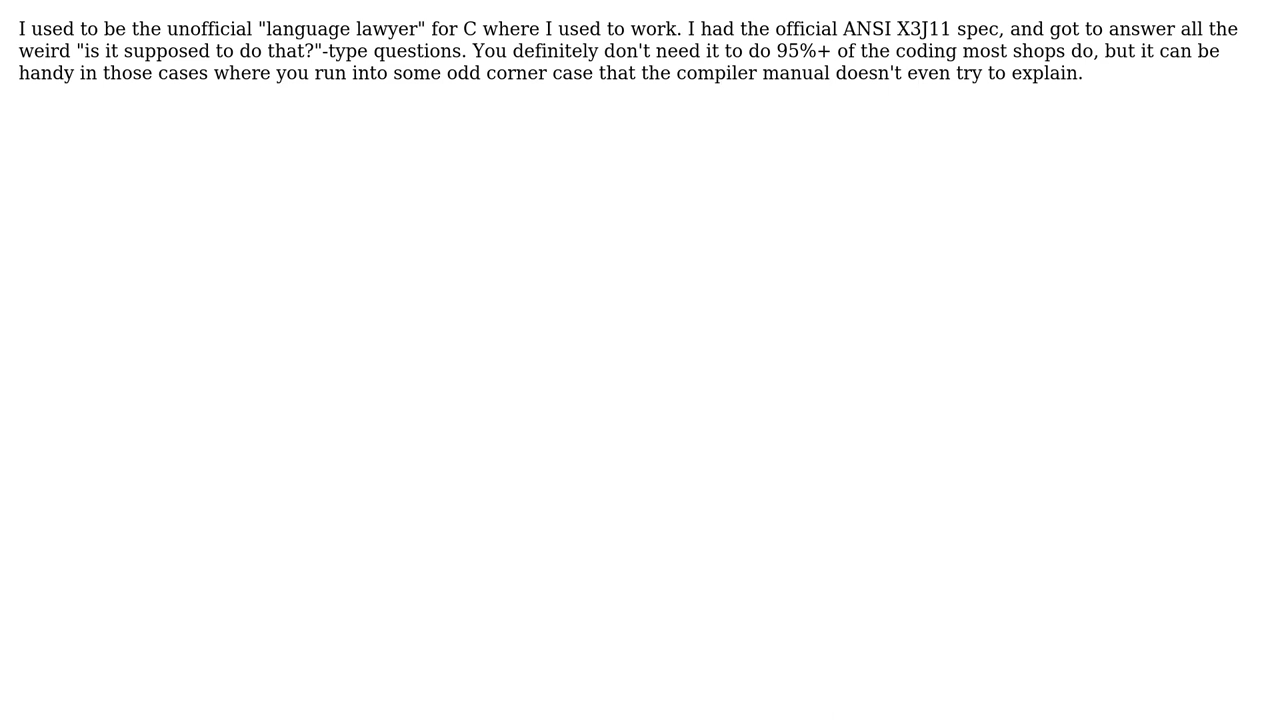 I used to be the unofficial "language lawyer" for C where I used to work. I had the official ANSI X3J11 spec, and got to answer all the
weird "is it supposed to do that?"-type questions. You definitely don't need it to do 95%+ of the coding most shops do, but it can be
handy in those cases where you run into some odd corner case that the compiler manual doesn't even try to explain.